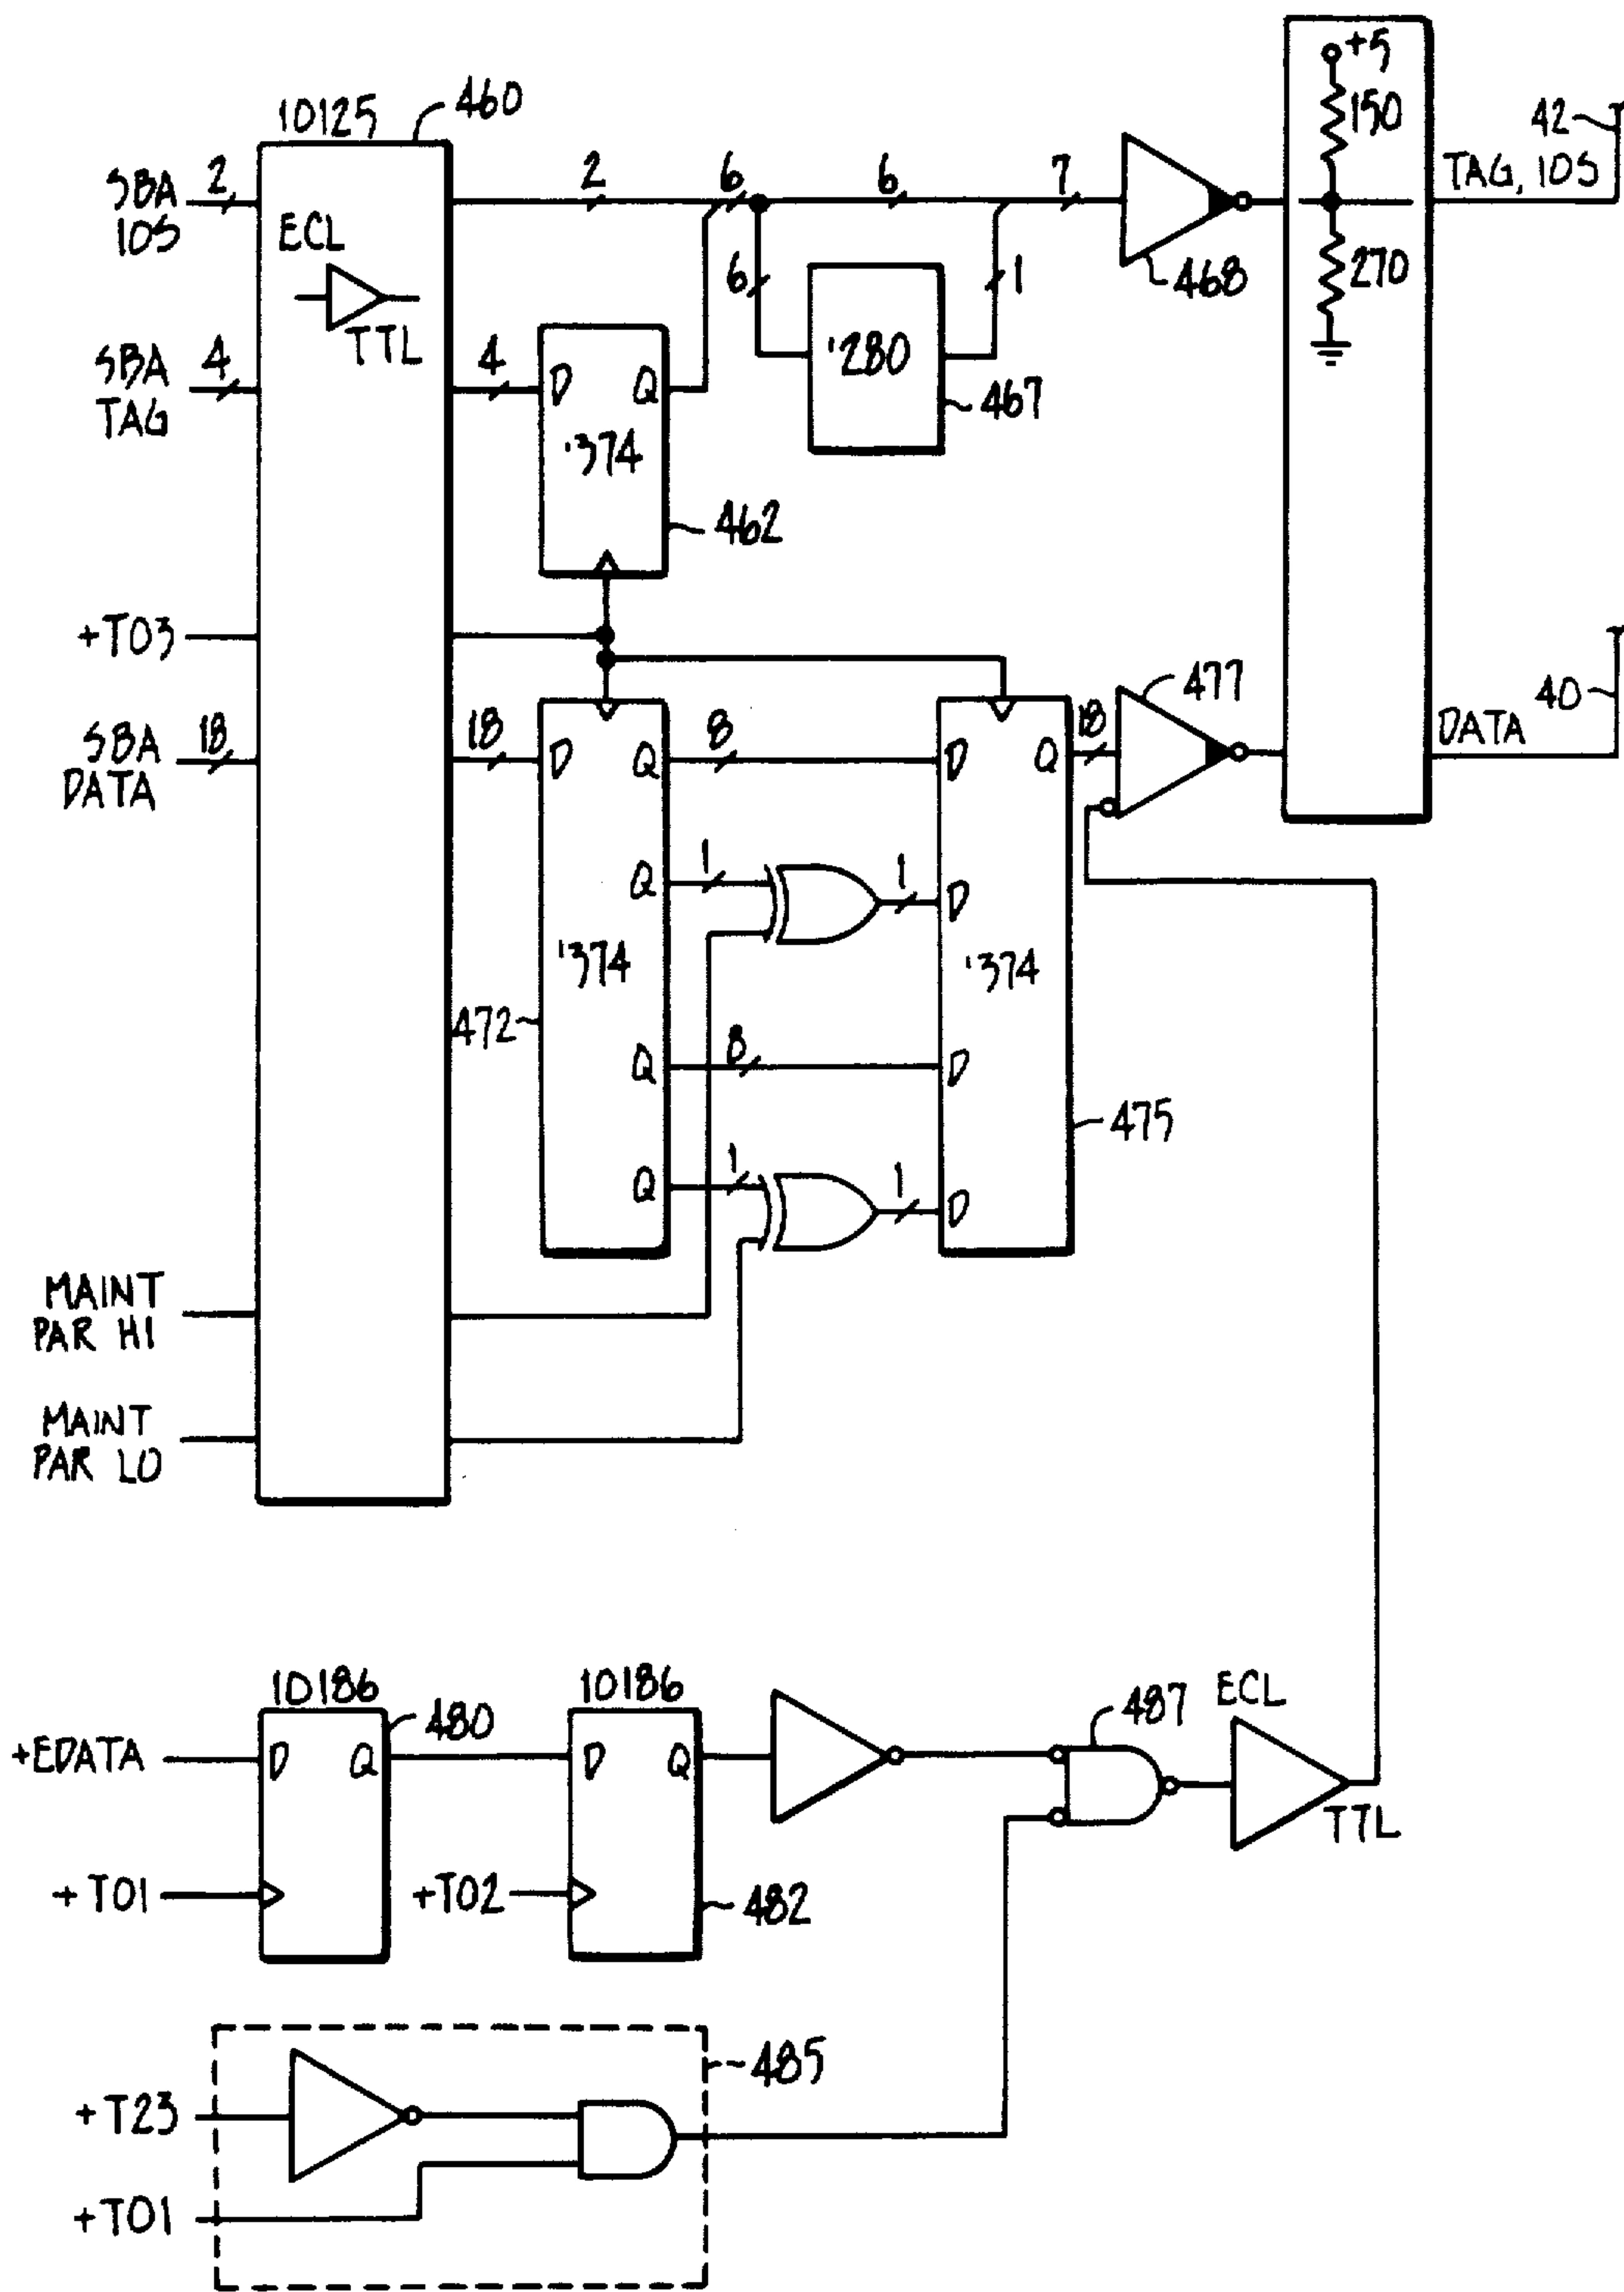 +5
10125
460
150
42
SBA
IOS
2
2
6
6
7
TAG, IOS
ECL
TTL
6
1
468
270
SBA
TAG
4
4
D
Q
'280
467
'374
462
+T03
477
40
SBA
DATA
18
18
D
Q
8
D
Q
18
DATA
Q
1
1
D
'374
'374
472
Q
8
D
475
Q
1
1
D
MAINT
PAR HI
MAINT
PAR LO
10186
480
10186
487
ECL
+EDATA
D
Q
D
Q
TTL
+T01
+T02
482
485
+T23
+T01